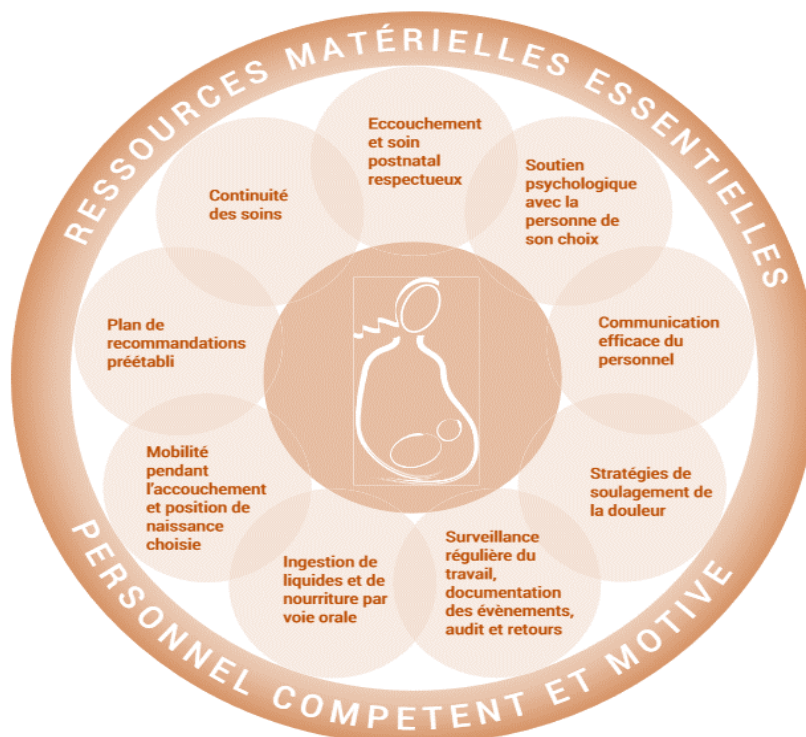 RESSOURCES MATÉRIELLES ESSENTIELLES
Eccouchement
et soin
postnatal
respectueux
Soutien
psychologique
avec la
personne de
son choix
Communication
efficace du
personnel
Stratégies de
soulagement de
la douleur
Surveillance
régulière du
travail,
documentation
des évènements,
audit et retours
Ingestion de
liquides et de
nourriture par
voie orale
Mobilité
pendant
l'accouchement
et position de
naissance
choisie
Plan de
recommandations
préétabli
Continuité
des soins
PERSONNEL COMPETENT ET MOTIVE